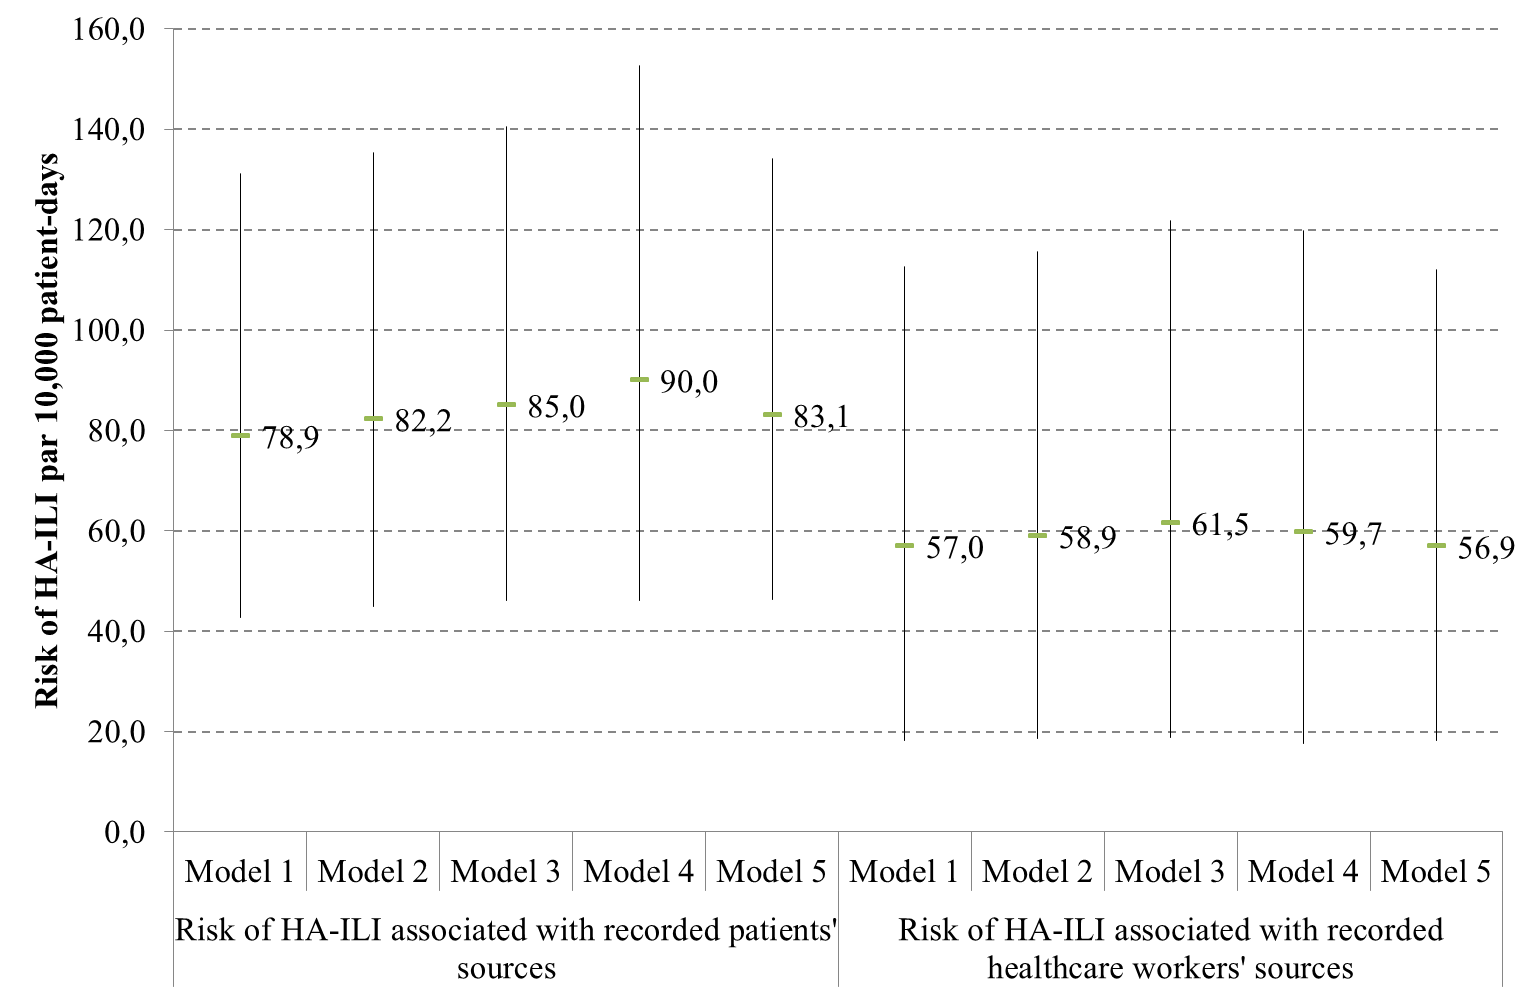 Risk of HA-ILI par 10,000 patient-days
160,0
140,0
120,0
100,0
80,0
60,0
40,0
20,0
0,0
78,9
82,2
85,0
90,0
83,1
57,0
58,9
61,5
59,7
56,9
Model 1
Model 2
Model 3
Model 4
Model 5
Model 1
Model 2
Model 3
Model 4
Model 5
Risk of HA-ILI associated with recorded patients'
sources
Risk of HA-ILI associated with recorded
healthcare workers' sources